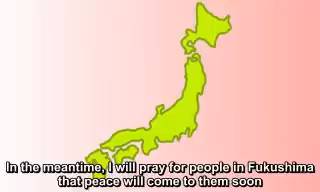 In the meantime, I will pray for people in Fukushima
that peace will come to them soon